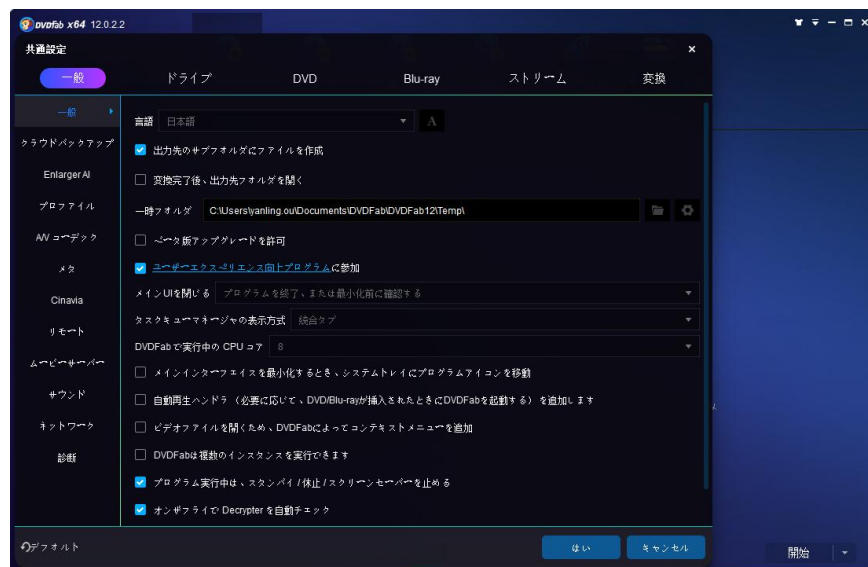 DVDFab x64 12.0.2.2
共通設定
一般 ドライブ DVD Blu-ray ストリーム 変換
一般
クラウドバックアップ
Enlarger AI
プロファイル
A/V コーデック
メタ
Cinavia
リモート
ムービーサーバー
サウンド
ネットワーク
診断
言語 日本語 A
出力先のサブフォルダにファイルを作成
変換完了後、出力先フォルダを開く
一時フォルダ C:\Users\yanling.ou\Documents\DVDFab\DVDFab12\Temp\
ベータ版アップグレードを許可
ユーザーエクスペリエンス向上プログラムに参加
メインUIを閉じる プログラムを終了、または最小化前に確認する
タスクキューマネージャの表示方式 統合タブ
DVDFabで実行中の CPU コア 8
メインインターフェイスを最小化するとき、システムトレイにプログラムアイコンを移動
自動再生ハンドラ（必要に応じて、DVD/Blu-rayが挿入されたときにDVDFabを起動する）を追加します
ビデオファイルを開くため、DVDFabによってコンテキストメニューを追加
DVDFabは複数のインスタンスを実行できます
プログラム実行中は、スタンバイ/休止/スクリーンセーバーを止める
オンザフライで Decrypter を自動チェック
デフォルト
はい キャンセル
開始